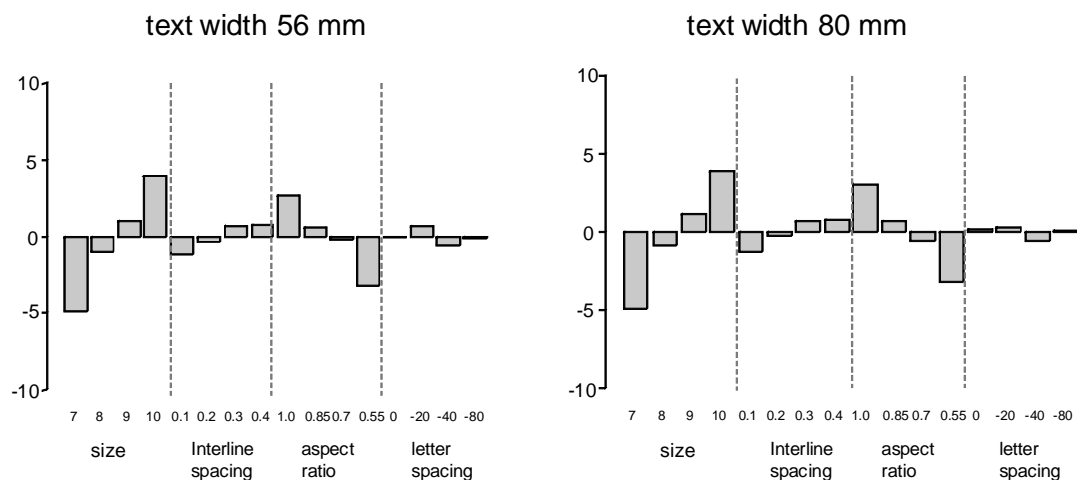 text width 56 mm
10
5
0
-5
-10
7 8 9 10 0.1 0.2 0.3 0.4 1.0 0.85 0.7 0.55 0 -20 -40 -80
size
Interline
spacing
aspect
ratio
letter
spacing
text width 80 mm
10
5
0
-5
-10
7 8 9 10 0.1 0.2 0.3 0.4 1.0 0.85 0.7 0.55 0 -20 -40 -80
size
Interline
spacing
aspect
ratio
letter
spacing